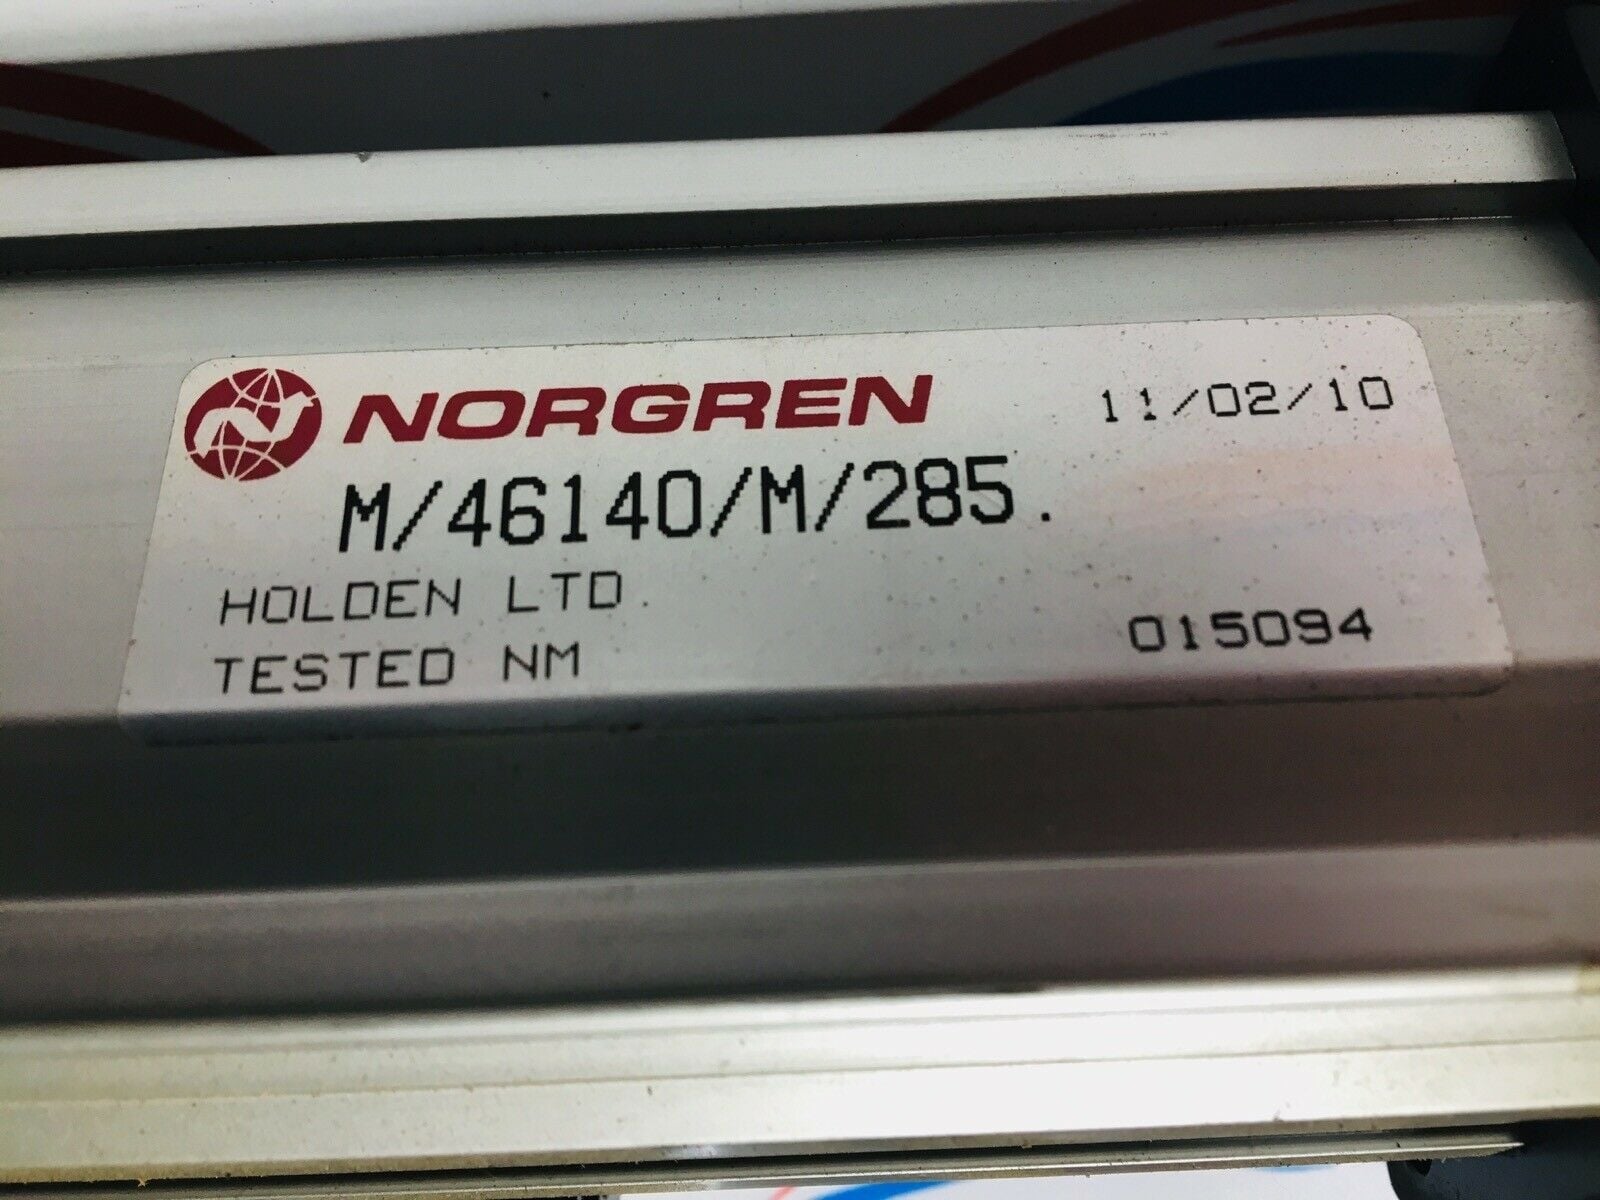 NORGREN 11/02/10
M/46140/M/285.
HOLDEN LTD.
TESTED NM 015094